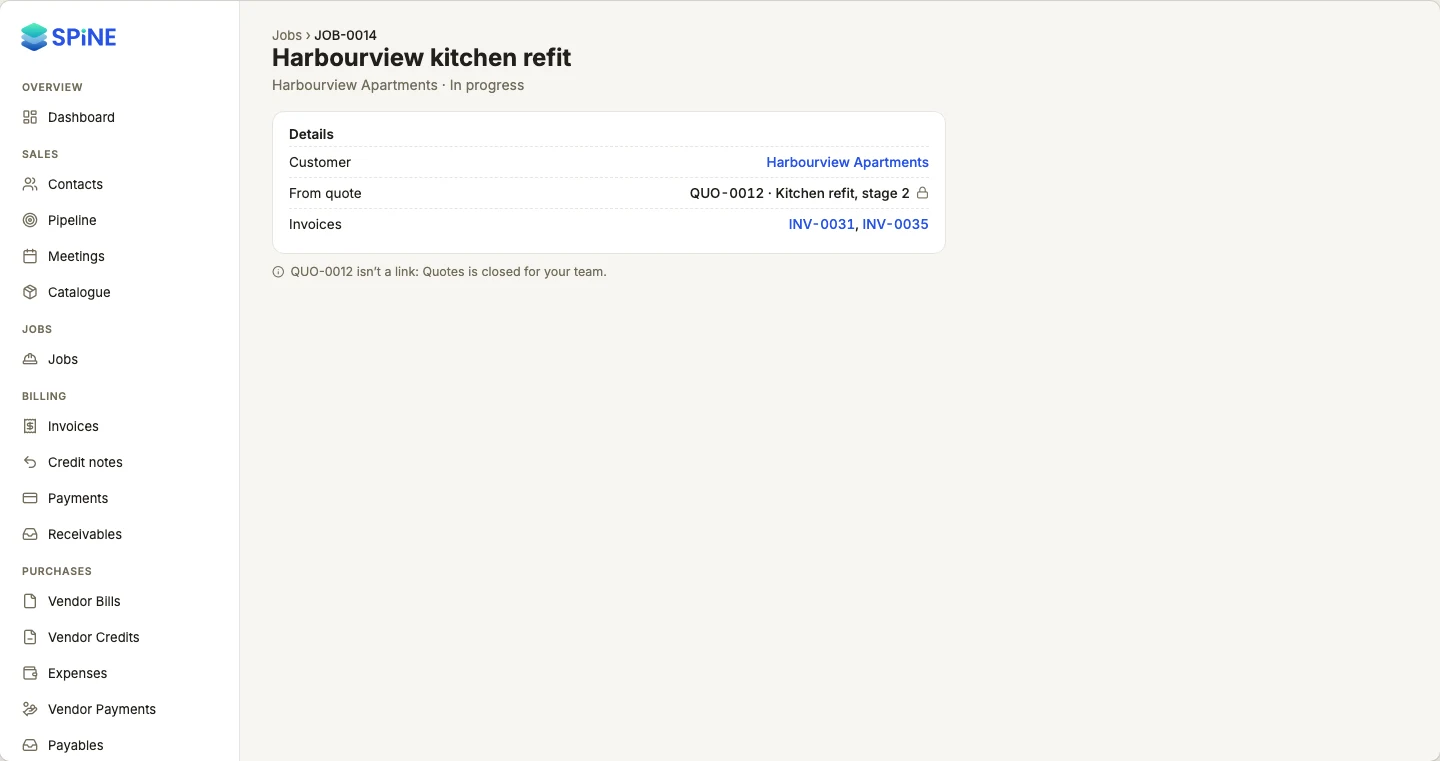 SPiNE
OVERVIEW
Dashboard
SALES
Contacts
Pipeline
Meetings
Catalogue
JOBS
Jobs
BILLING
Invoices
Credit notes
Payments
Receivables
PURCHASES
Vendor Bills
Vendor Credits
Expenses
Vendor Payments
Payables
Jobs › JOB-0014
Harbourview kitchen refit
Harbourview Apartments · In progress
Details
Customer Harbourview Apartments
From quote QUO-0012 · Kitchen refit, stage 2
Invoices INV-0031, INV-0035
QUO-0012 isn’t a link: Quotes is closed for your team.